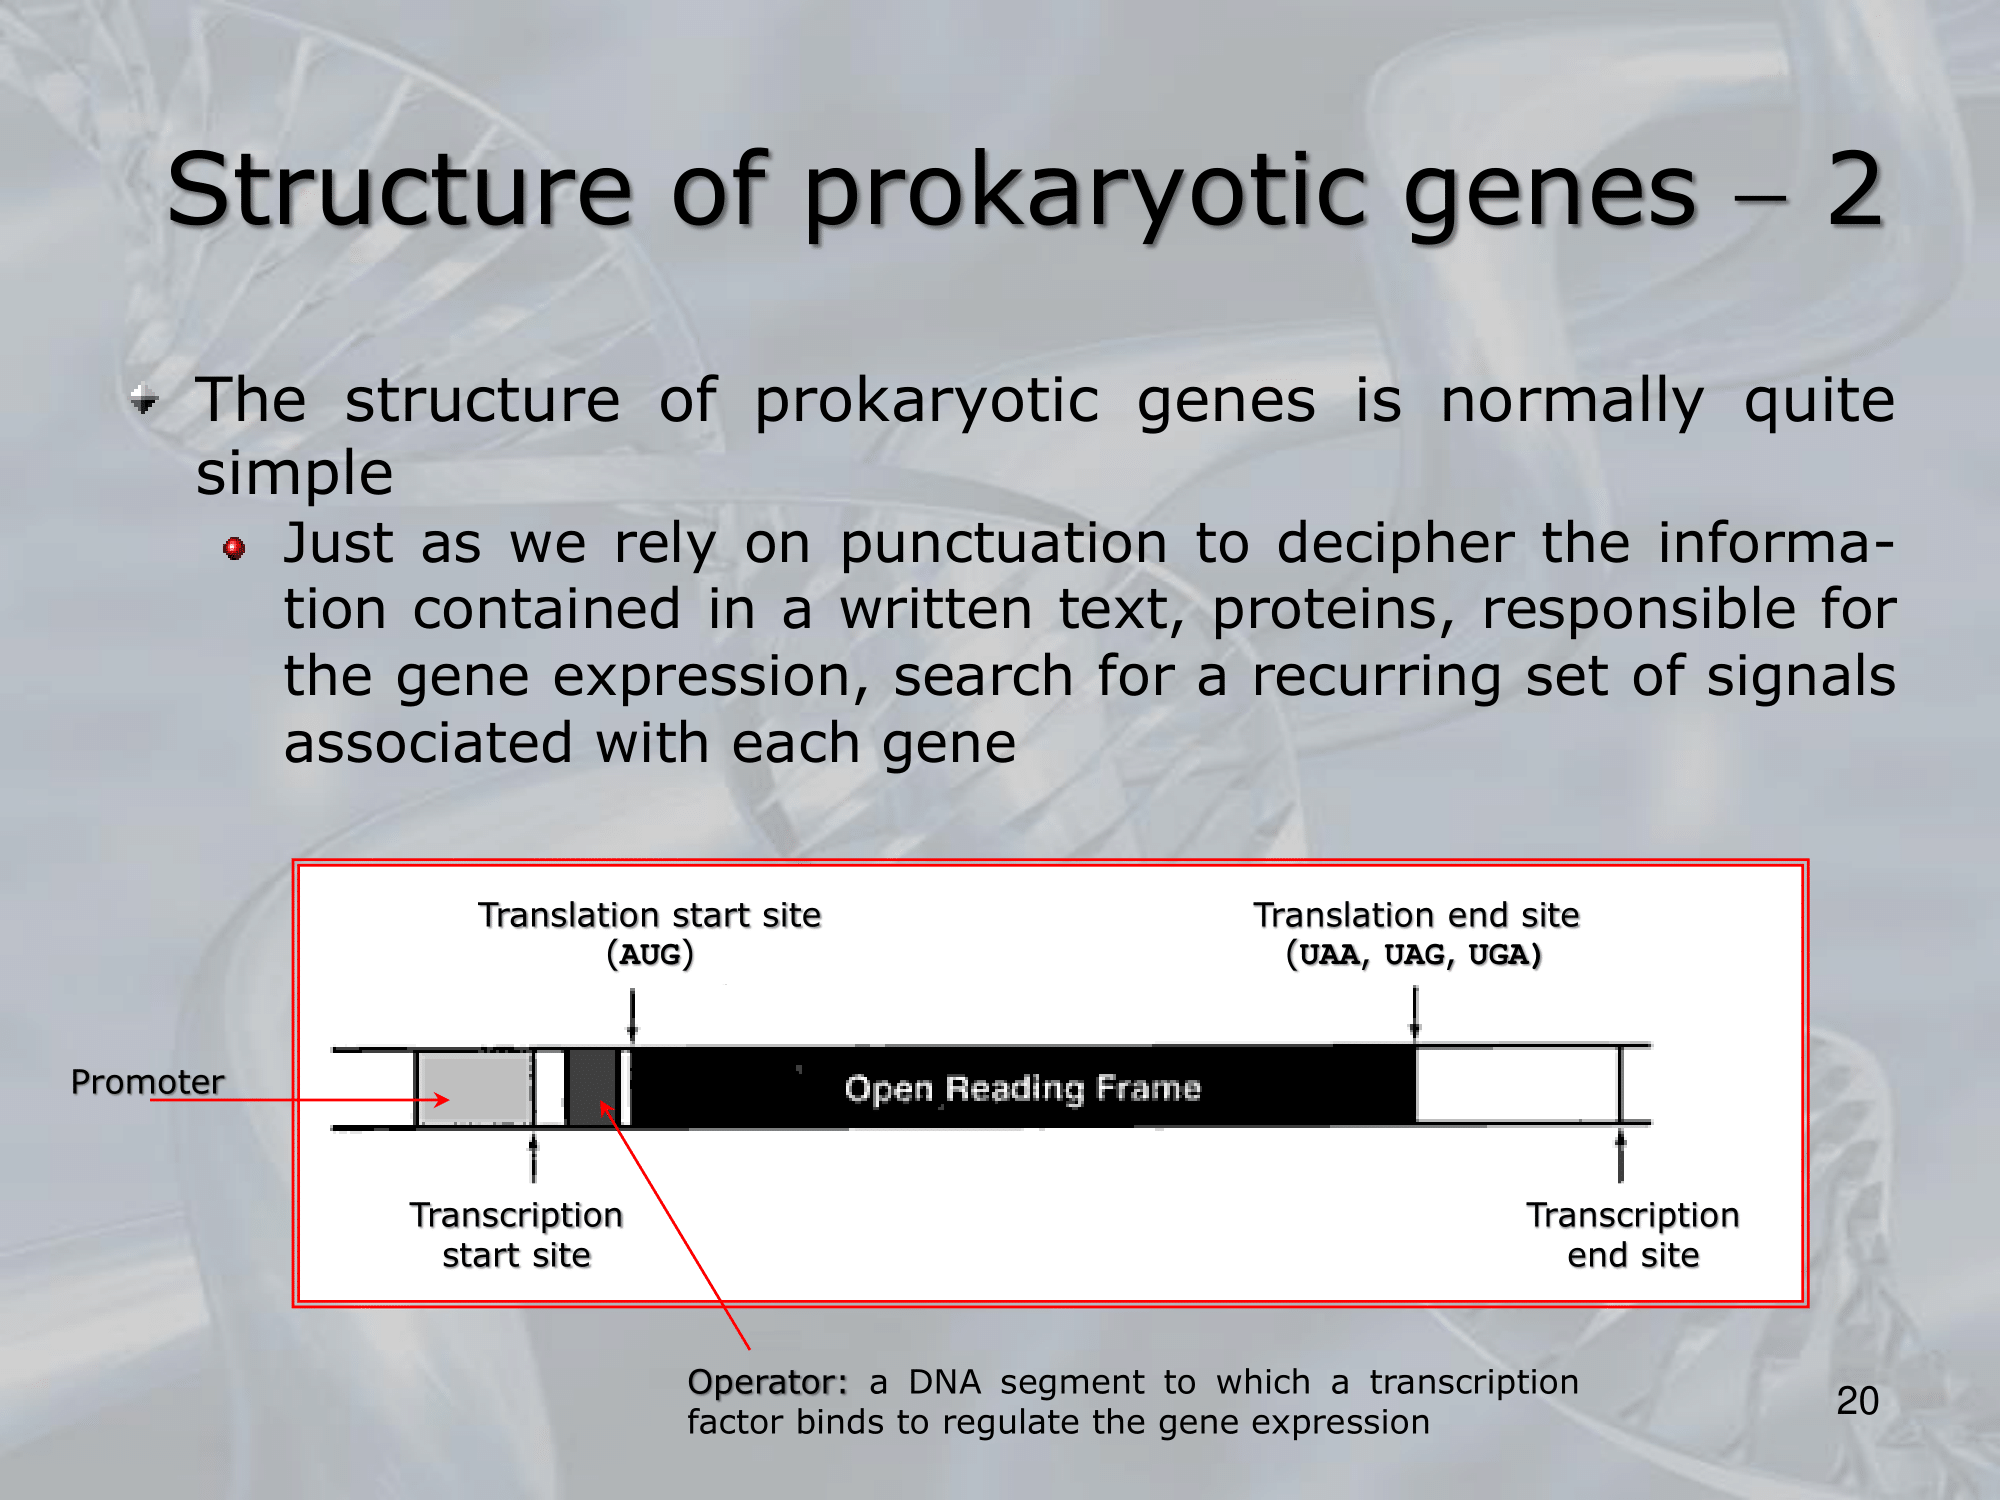 Structure of prokaryotic genes – 2
The structure of prokaryotic genes is normally quite
simple
Just as we rely on punctuation to decipher the informa-
tion contained in a written text, proteins, responsible for
the gene expression, search for a recurring set of signals
associated with each gene
Translation start site
(AUG)
Translation end site
(UAA, UAG, UGA)
Promoter
Open Reading Frame
Transcription
start site
Transcription
end site
Operator: a DNA segment to which a transcription
factor binds to regulate the gene expression
20